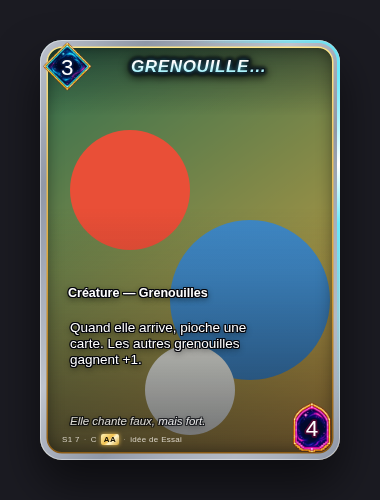 3
GRENOUILLE...
Créature — Grenouilles
Quand elle arrive, pioche une
carte. Les autres grenouilles
gagnent +1.
Elle chante faux, mais fort.
S1 7 · C AA · Idée de Essai
4